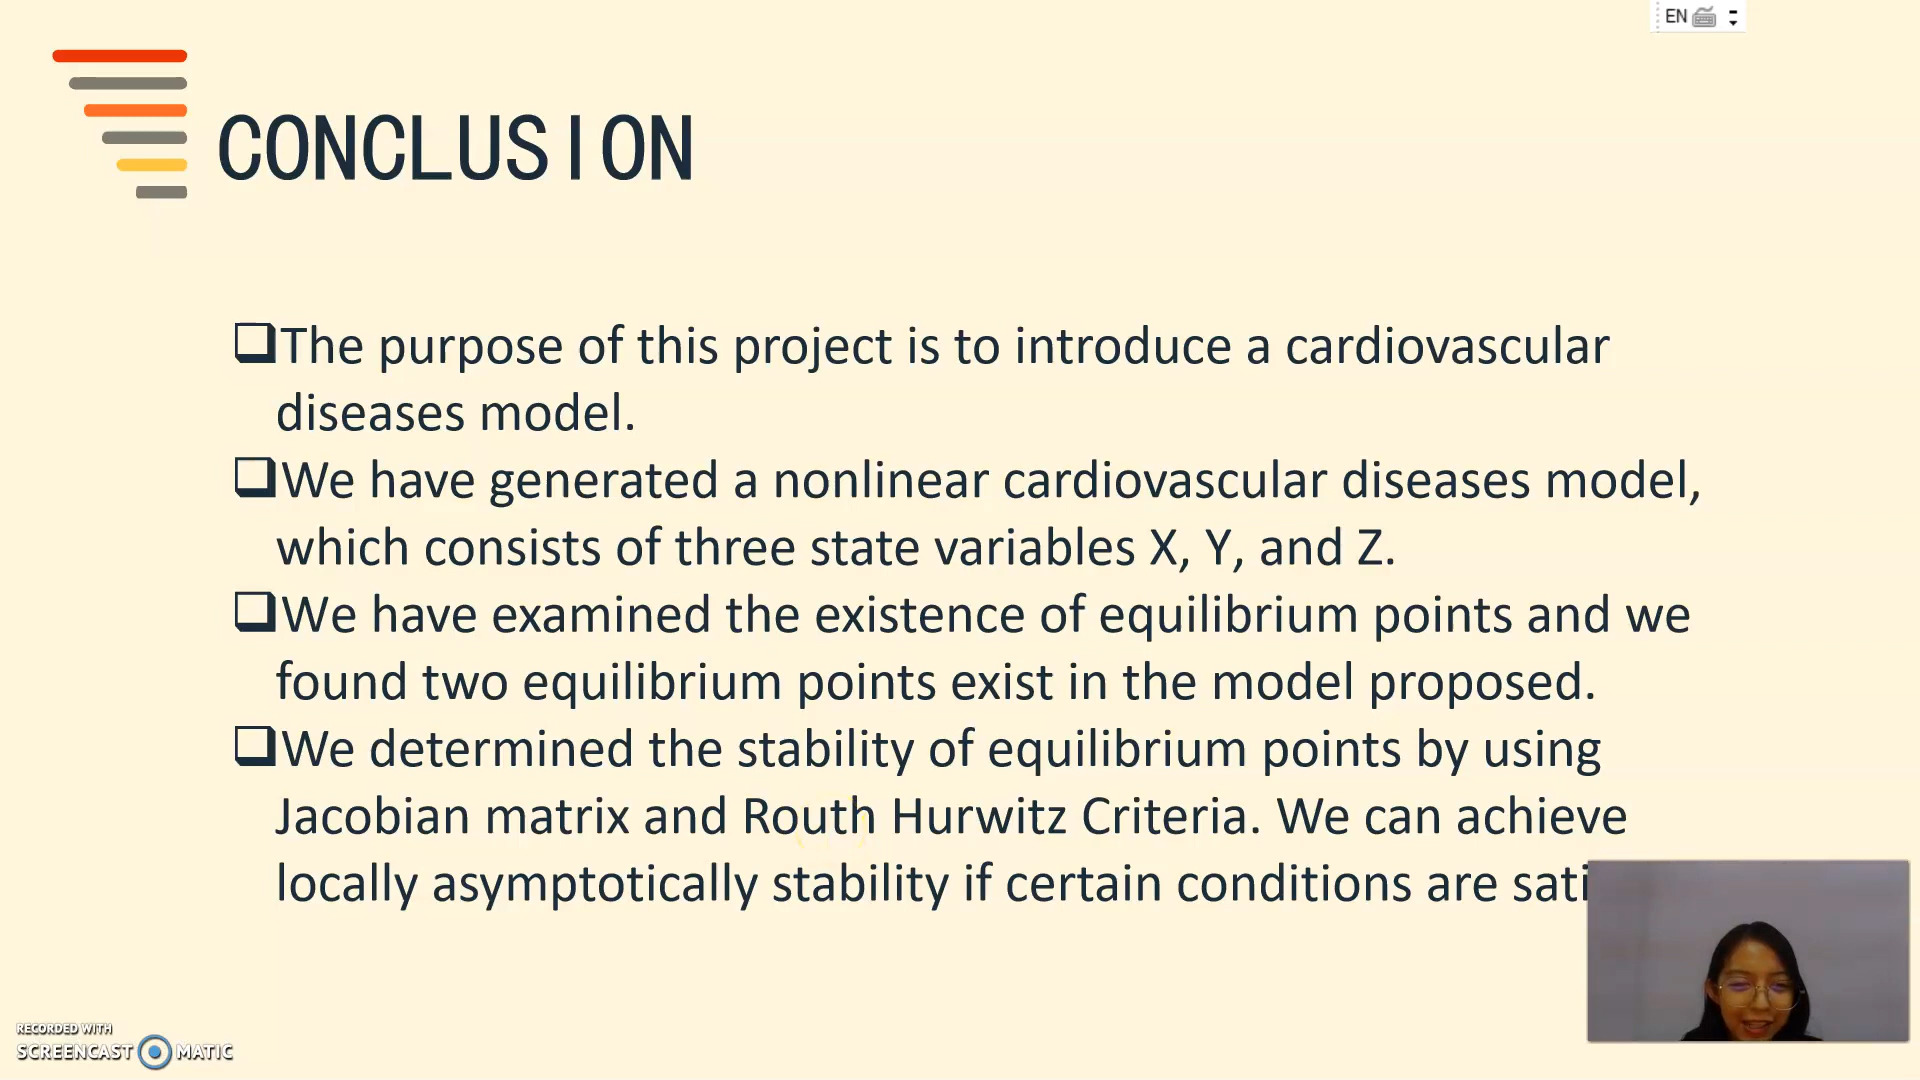 EN
CONCLUSION
❑The purpose of this project is to introduce a cardiovascular
diseases model.
❑We have generated a nonlinear cardiovascular diseases model,
which consists of three state variables X, Y, and Z.
❑We have examined the existence of equilibrium points and we
found two equilibrium points exist in the model proposed.
❑We determined the stability of equilibrium points by using
Jacobian matrix and Routh Hurwitz Criteria. We can achieve
locally asymptotically stability if certain conditions are
RECORDED WITH
SCREENCAST MATIC